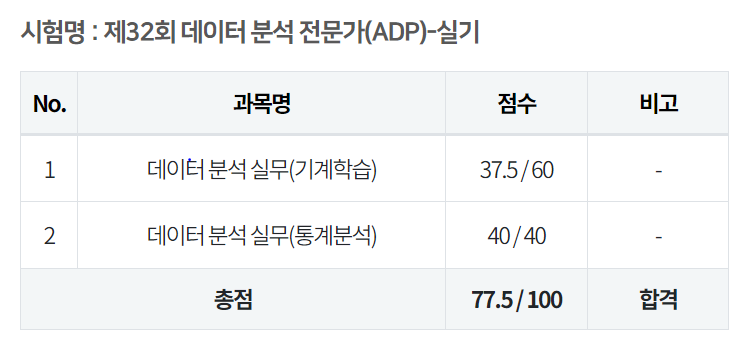 시험명 : 제32회 데이터 분석 전문가(ADP)-실기
No. 과목명 점수 비고
1 데이터 분석 실무(기계학습) 37.5 / 60 -
2 데이터 분석 실무(통계분석) 40 / 40 -
총점 77.5 / 100 합격